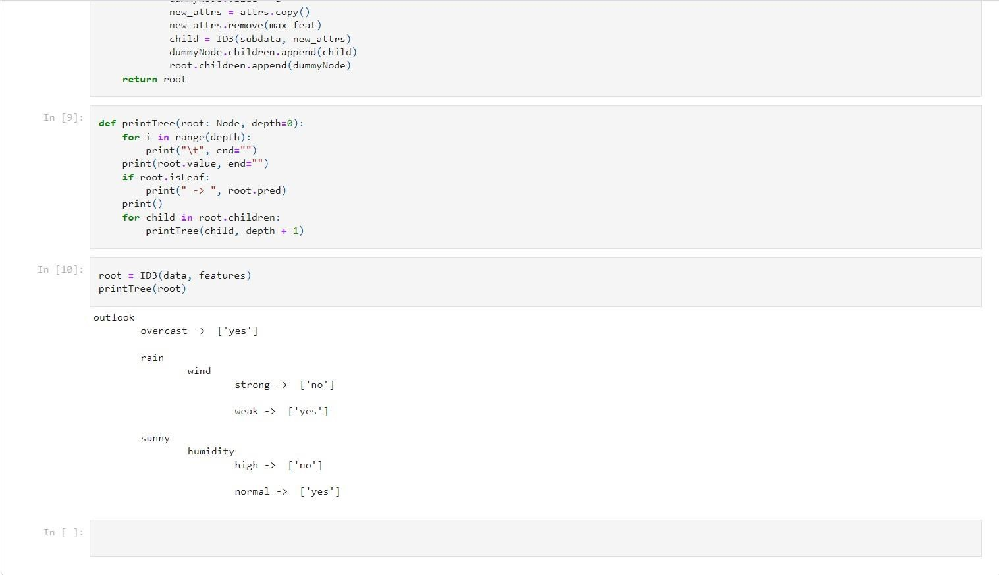 new_attrs = attrs.copy()
new_attrs.remove(max_feat)
child = ID3(subdata, new_attrs)
dummyNode.children.append(child)
root.children.append(dummyNode)
return root
In [9]:
def printTree(root: Node, depth=0):
for i in range(depth):
print("\t", end="")
print(root.value, end="")
if root.isLeaf:
print(" -> ", root.pred)
print()
for child in root.children:
printTree(child, depth + 1)
In [10]:
root = ID3(data, features)
printTree(root)
outlook
overcast ->  ['yes']
rain
wind
strong ->  ['no']
weak ->  ['yes']
sunny
humidity
high ->  ['no']
normal ->  ['yes']
In [ ]: